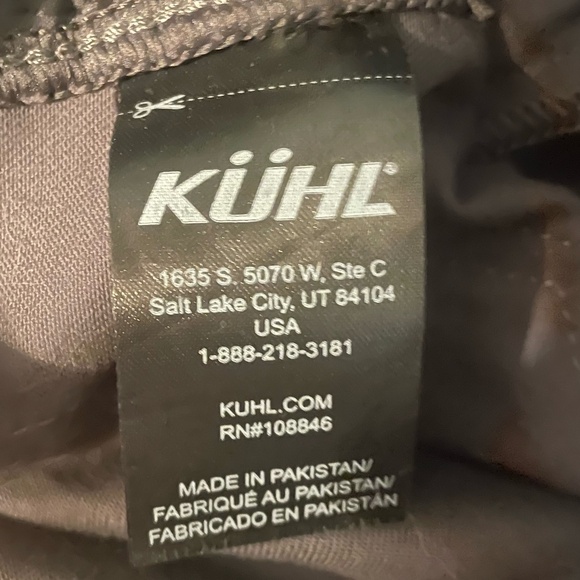 KÜHL®
1635 S. 5070 W, Ste C
Salt Lake City, UT 84104
USA
1-888-218-3181
KUHL.COM
RN#108846
MADE IN PAKISTAN/
FABRIQUÉ AU PAKISTAN/
FABRICADO EN PAKISTÁN